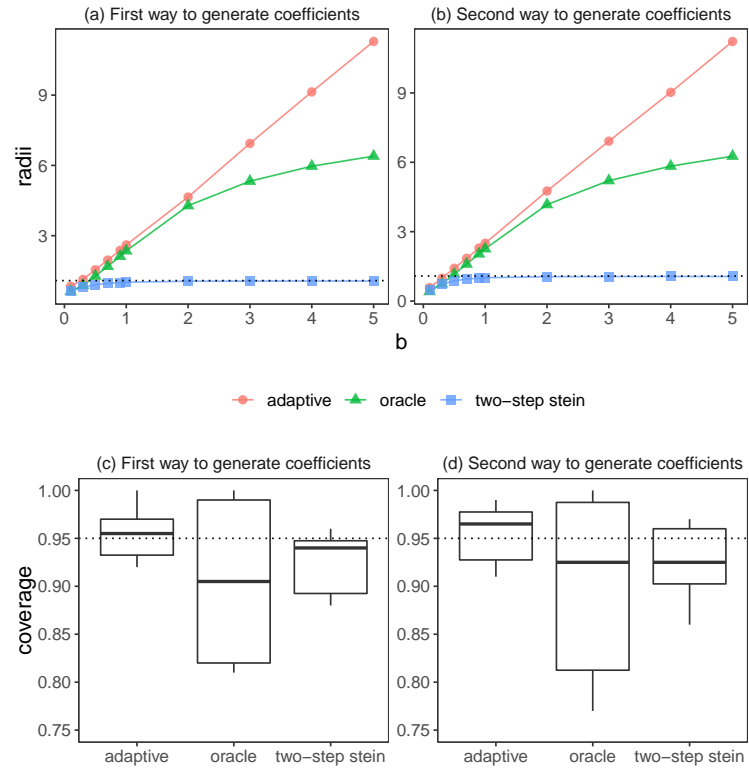 (a) First way to generate coefficients
(b) Second way to generate coefficients
radii
9
6
3
9
6
3
0
0 1 2 3 4 5
0 1 2 3 4 5
b
adaptive oracle two−step stein
(c) First way to generate coefficients
(d) Second way to generate coefficients
coverage
1.00
0.95
0.90
0.85
0.80
0.75
1.00
0.95
0.90
0.85
0.80
0.75
adaptive oracle two−step stein
adaptive oracle two−step stein